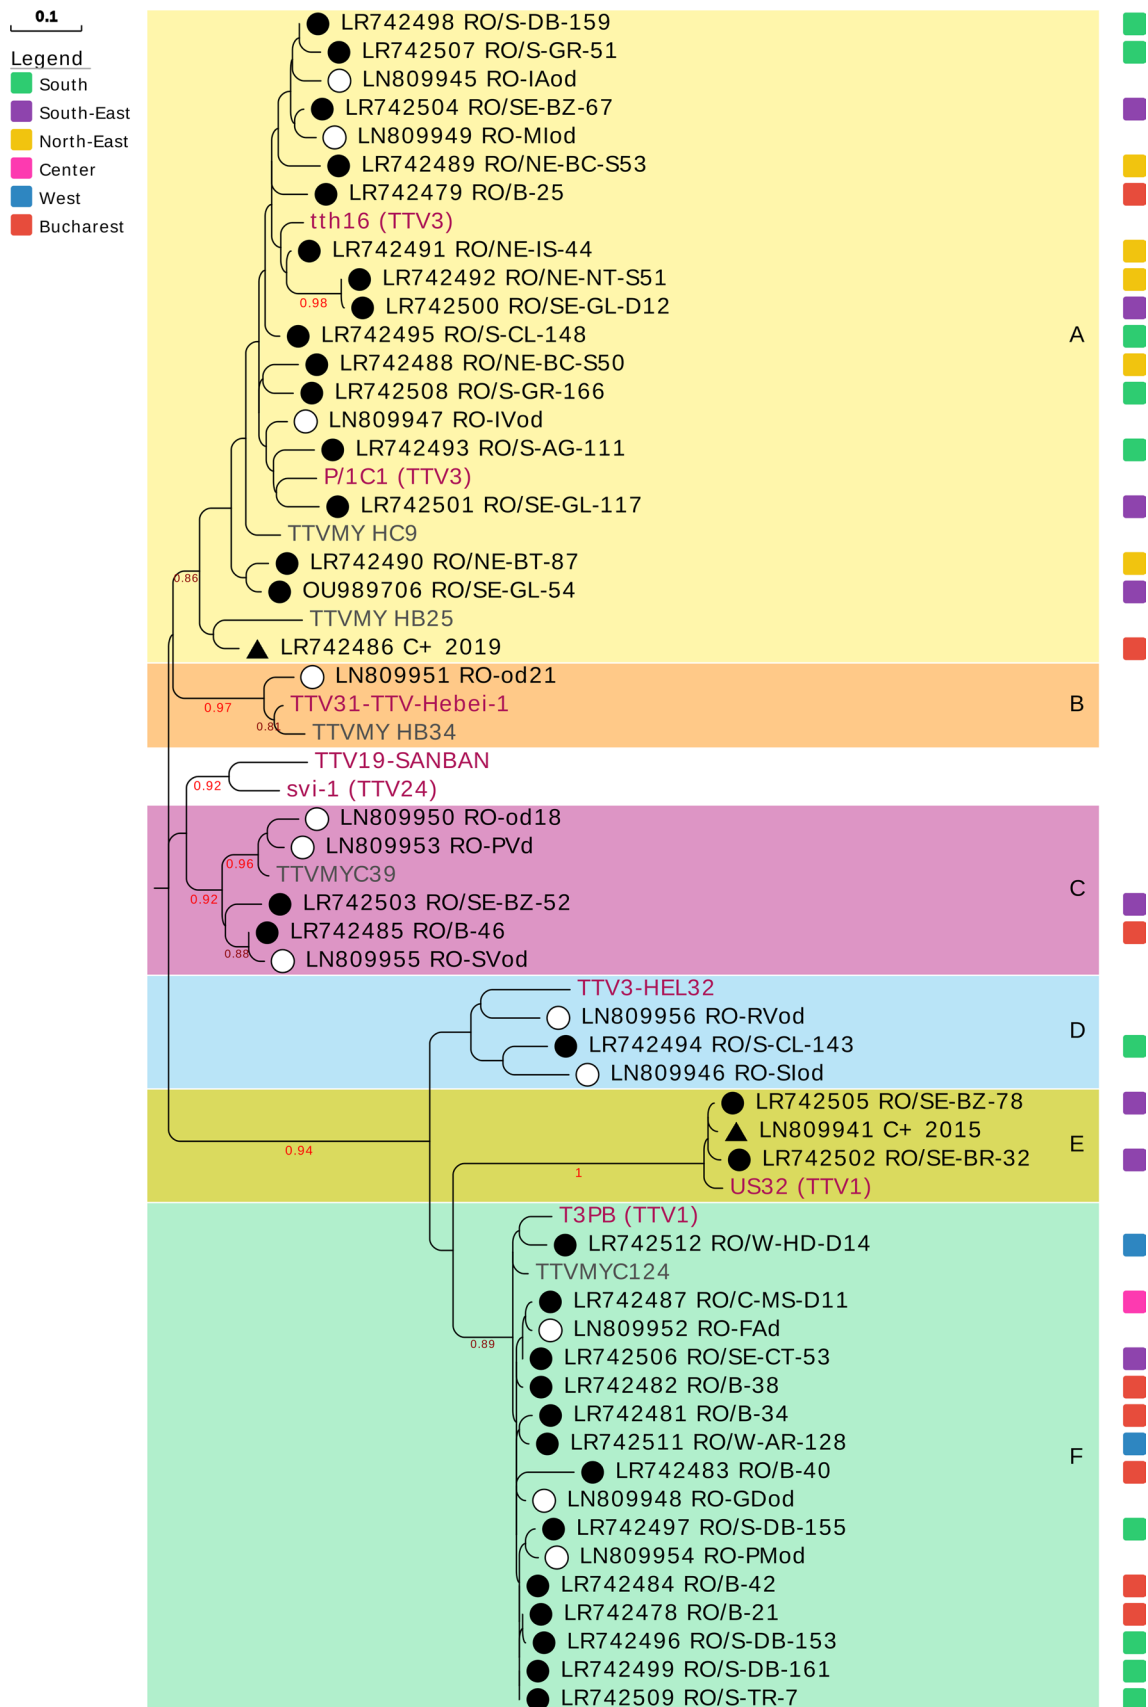 0.1
Legend
South
South-East
North-East
Center
West
Bucharest
LR742498 RO/S-DB-159
LR742507 RO/S-GR-51
LN809945 RO-IAod
LR742504 RO/SE-BZ-67
LN809949 RO-MIod
LR742489 RO/NE-BC-S53
LR742479 RO/B-25
tth16 (TTV3)
LR742491 RO/NE-IS-44
LR742492 RO/NE-NT-S51
0.98
LR742500 RO/SE-GL-D12
LR742495 RO/S-CL-148
A
LR742488 RO/NE-BC-S50
LR742508 RO/S-GR-166
LN809947 RO-IVod
LR742493 RO/S-AG-111
P/1C1 (TTV3)
LR742501 RO/SE-GL-117
TTVMY HC9
LR742490 RO/NE-BT-87
0.86
OU989706 RO/SE-GL-54
TTVMY HB25
LR742486 C+ 2019
LN809951 RO-od21
TTV31-TTV-Hebei-1
B
0.97
0.81
TTVMY HB34
TTV19-SANBAN
0.92
svi-1 (TTV24)
LN809950 RO-od18
LN809953 RO-PVd
0.96
TTVMYC39
C
0.92
LR742503 RO/SE-BZ-52
LR742485 RO/B-46
0.88
LN809955 RO-SVod
TTV3-HEL32
LN809956 RO-RVod
D
LR742494 RO/S-CL-143
LN809946 RO-SIod
LR742505 RO/SE-BZ-78
LN809941 C+ 2015
E
0.94
LR742502 RO/SE-BR-32
1
US32 (TTV1)
T3PB (TTV1)
LR742512 RO/W-HD-D14
TTVMYC124
LR742487 RO/C-MS-D11
LN809952 RO-FAd
0.89
LR742506 RO/SE-CT-53
LR742482 RO/B-38
LR742481 RO/B-34
LR742511 RO/W-AR-128
F
LR742483 RO/B-40
LN809948 RO-GDod
LR742497 RO/S-DB-155
LN809954 RO-PMod
LR742484 RO/B-42
LR742478 RO/B-21
LR742496 RO/S-DB-153
LR742499 RO/S-DB-161
LR742509 RO/S-TR-7